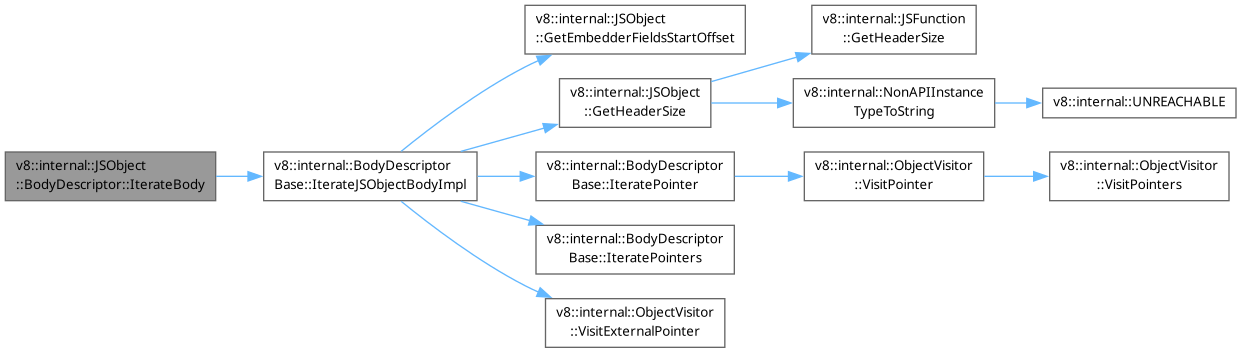 v8::internal::JSObject
::BodyDescriptor::IterateBody
v8::internal::BodyDescriptor
Base::IterateJSObjectBodyImpl
v8::internal::JSObject
::GetEmbedderFieldsStartOffset
v8::internal::JSObject
::GetHeaderSize
v8::internal::JSFunction
::GetHeaderSize
v8::internal::NonAPIInstance
TypeToString
v8::internal::UNREACHABLE
v8::internal::BodyDescriptor
Base::IteratePointer
v8::internal::ObjectVisitor
::VisitPointer
v8::internal::ObjectVisitor
::VisitPointers
v8::internal::BodyDescriptor
Base::IteratePointers
v8::internal::ObjectVisitor
::VisitExternalPointer